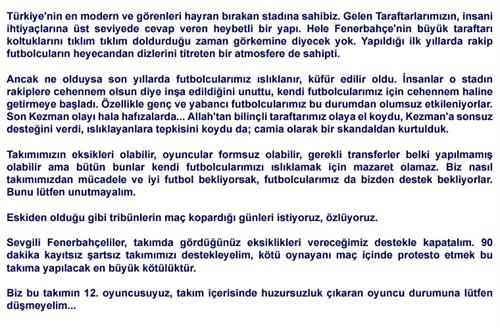 Türkiye'nin en modern ve görenleri hayran bırakan stadına sahibiz. Gelen Taraftarlarımızın, insani
ihtiyaçlarına üst seviyede cevap veren heybetli bir yapı. Hele Fenerbahçe'nin büyük taraftarı
koltuklarını tıklım tıklım doldurduğu zaman görkemine diyecek yok. Yapıldığı ilk yıllarda rakip
futbolcuların heyecandan dizlerini titreten bir atmosfere de sahipti.
Ancak ne olduysa son yıllarda futbolcularımız ıslıklanır, küfür edilir oldu. İnsanlar o stadın
rakiplere cehennem olsun diye inşa edildiğini unuttu, kendi futbolcularımız için cehennem haline
getirmeye başladı. Özellikle genç ve yabancı futbolcularımız bu durumdan olumsuz etkileniyorlar.
Son Kezman olayı hala hafızalarda... Allah'tan bilinçli taraftarımız olaya el koydu, Kezman'a sonsuz
desteğini verdi, ıslıklayanlara tepkisini koydu da; camia olarak bir skandaldan kurtulduk.
Takımımızın eksikleri olabilir, oyuncular formsuz olabilir, gerekli transferler belki yapılmamış
olabilir ama bütün bunlar kendi futbolcularımızı ıslıklamak için mazaret olamaz. Biz nasıl
takımımızdan mücadele ve iyi futbol bekliyorsak, futbolcularımız da bizden destek bekliyorlar.
Bunu lütfen unutmayalım.
Eskiden olduğu gibi tribünlerin maç kopardığı günleri istiyoruz, özlüyoruz.
Sevgili Fenerbahçeliler, takımda gördüğünüz eksiklikleri vereceğimiz destekle kapatalım. 90
dakika kayıtsız şartsız takımımızı destekleyelim, kötü oynayanı maç içinde protesto etmek bu
takıma yapılacak en büyük kötülüktür.
Biz bu takımın 12. oyuncusuyuz, takım içerisinde huzursuzluk çıkaran oyuncu durumuna lütfen
düşmeyelim...